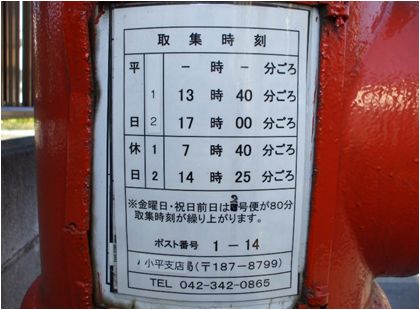 取集時刻
平 － 時 － 分ごろ
1 13 時 40 分ごろ
日 2 17 時 00 分ごろ
休 1 7 時 40 分ごろ
日 2 14 時 25 分ごろ
※金曜日・祝日前日は3号便が80分
取集時刻が繰り上がります。
ポスト番号 1－14
小平支店 (〒187-8799)
TEL 042-342-0865